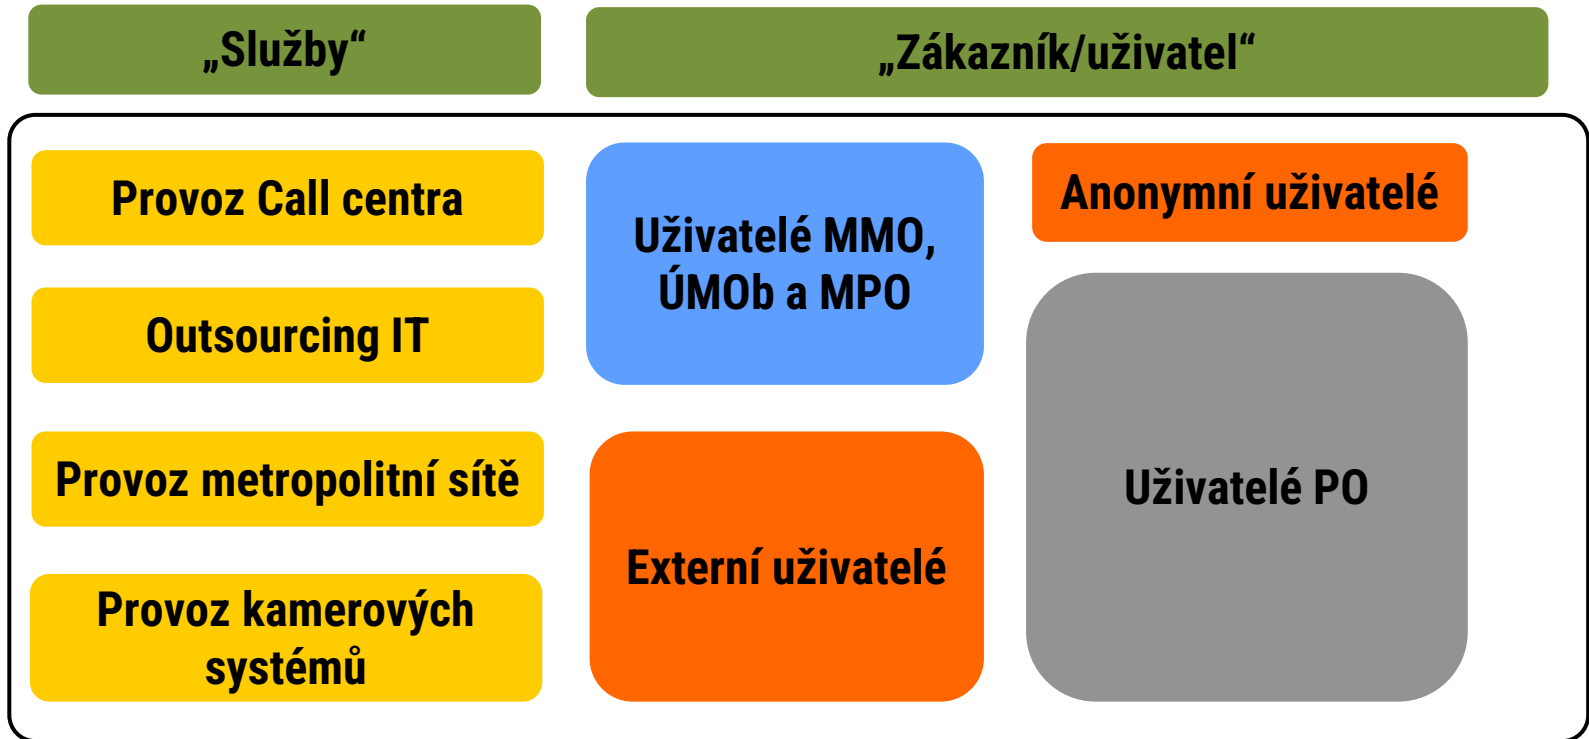 „Služby“
„Zákazník/uživatel“
Provoz Call centra
Outsourcing IT
Provoz metropolitní sítě
Provoz kamerových
systémů
Uživatelé MMO,
ÚMOb a MPO
Externí uživatelé
Anonymní uživatelé
Uživatelé PO